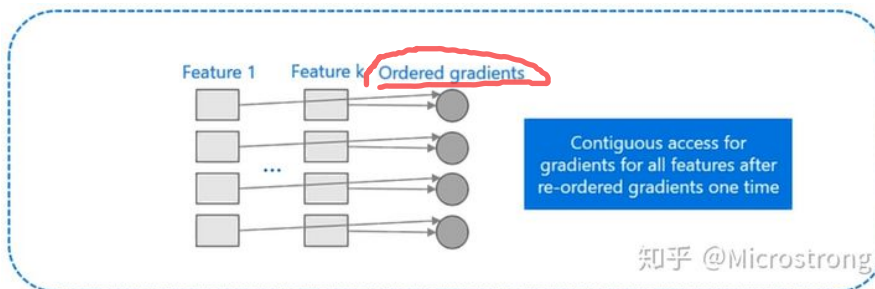 Feature 1 Feature k Ordered gradients
...
Contiguous access for
gradients for all features after
re-ordered gradients one time
知乎 @Microstrong